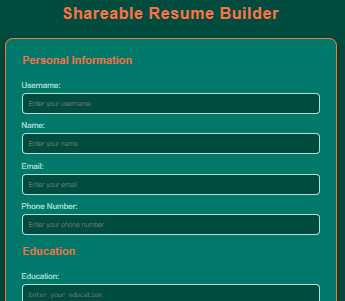 Shareable Resume Builder
Personal Information
Username:
Enter your username
Name:
Enter your name
Email:
Enter your email
Phone Number:
Enter your phone number
Education
Education:
Enter your education